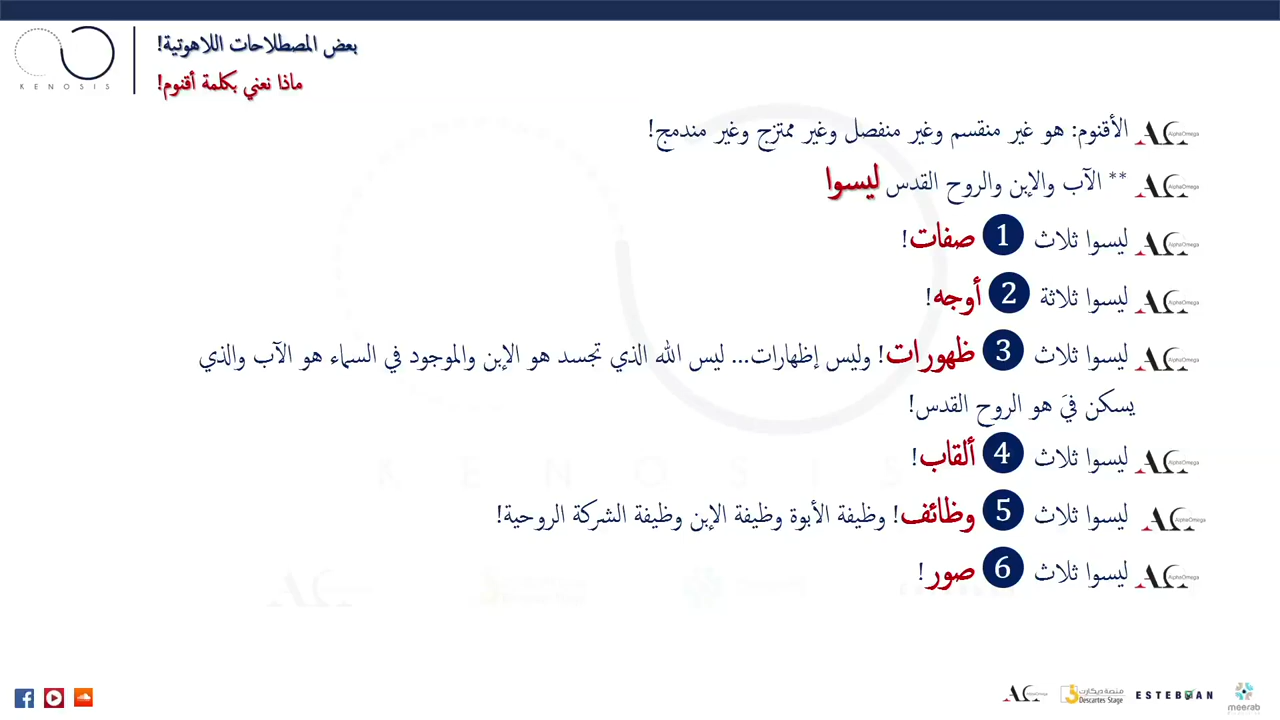 بعض المصطلاحات اللاهوتية!
ماذا نعني بكلمة أقنوم!
KENOSIS
الأقنوم: هو غير منقسم وغير منفصل وغير ممتزج وغير مندمج!
** الآب والإبن والروح القدس ليسوا
ليسوا ثلاث 1 صفات!
ليسوا ثلاثة 2 أوجه!
ليسوا ثلاث 3 ظهورات! وليس إظهارات... ليس الله الذي تجسد هو الإبن والموجود في السماء هو الآب والذي
يسكن فيَ هو الروح القدس!
ليسوا ثلاث 4 ألقاب!
ليسوا ثلاث 5 وظائف! وظيفة الأبوة وظيفة الإبن وظيفة الشركة الروحية!
ليسوا ثلاث 6 صور!
KENOSIS
AlphaOmega
منصة ديكارت
Descartes Stage
ESTEBHAN
meerab